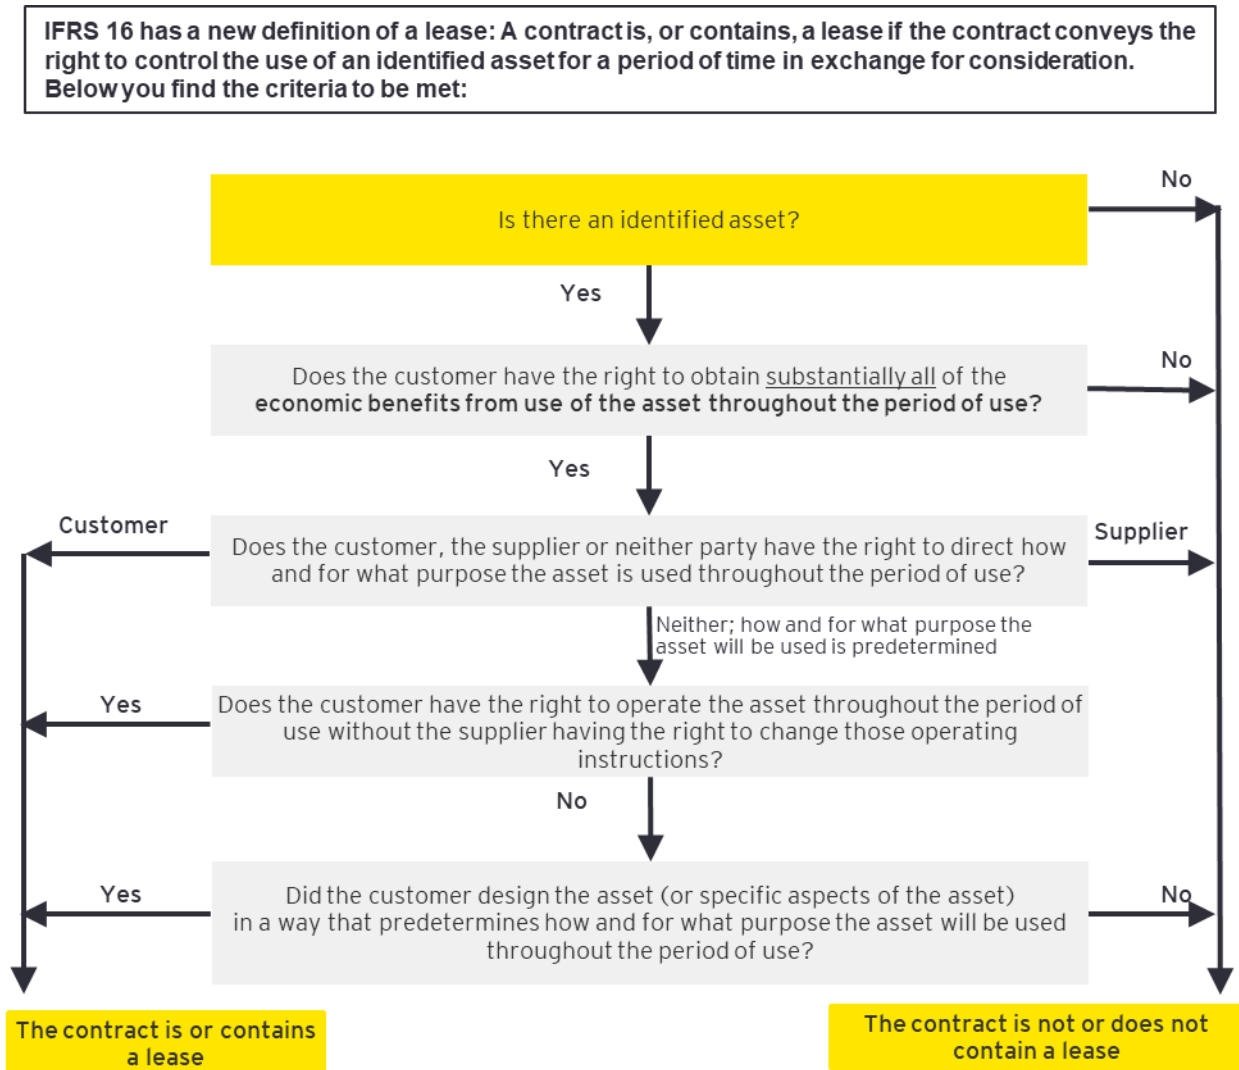 IFRS 16 has a new definition of a lease: A contract is, or contains, a lease if the contract conveys the
right to control the use of an identified asset for a period of time in exchange for consideration.
Below you find the criteria to be met:
No
Is there an identified asset?
Yes
No
Does the customer have the right to obtain substantially all of the
economic benefits from use of the asset throughout the period of use?
Yes
Customer
Supplier
Does the customer, the supplier or neither party have the right to direct how
and for what purpose the asset is used throughout the period of use?
Neither; how and for what purpose the
asset will be used is predetermined
Yes
Does the customer have the right to operate the asset throughout the period of
use without the supplier having the right to change those operating
instructions?
No
Yes
No
Did the customer design the asset (or specific aspects of the asset)
in a way that predetermines how and for what purpose the asset will be used
throughout the period of use?
The contract is or contains
a lease
The contract is not or does not
contain a lease